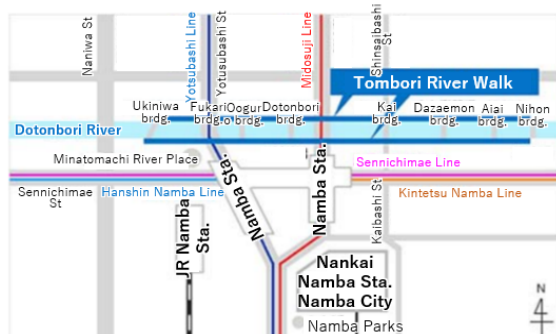 Naniwa St
Yotsubashi Line
Yotusubashi St
Midosuji Line
Shinsaibashi
St
Tombori River Walk
Ukiniwa
brdg.
Fukari
brdg.
Oogur
o
brdg.
Dotonbori
brdg.
Kai
brdg.
Dazaemon
brdg.
Aiai
brdg.
Nihon
brdg.
Dotonbori River
Minatomachi River Place
Sennichimae Line
Sennichimae
St
Hanshin Namba Line
Kintetsu Namba Line
Namba Sta.
Namba Sta.
Kaibashi St
JR Namba
Sta.
Nankai
Namba Sta.
Namba City
Namba Parks
N
4